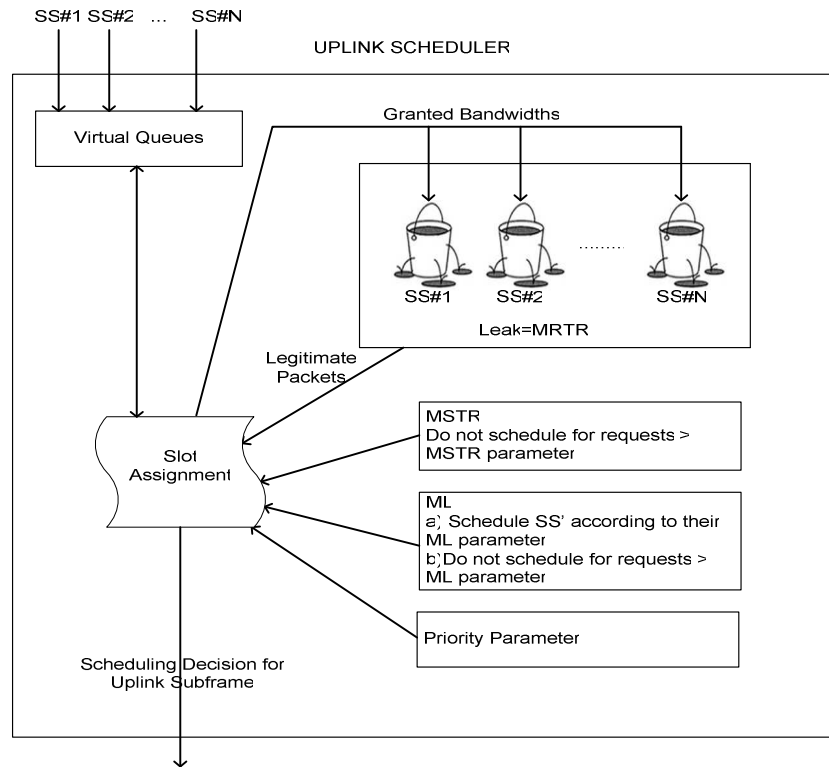 SS#1 SS#2 ... SS#N
UPLINK SCHEDULER
Virtual Queues
Granted Bandwidths
SS#1 SS#2 ......... SS#N
Leak=MRTR
Legitimate
Packets
MSTR
Do not schedule for requests >
MSTR parameter
Slot
Assignment
ML
a) Schedule SS' according to their
ML parameter
b)Do not schedule for requests >
ML parameter
Priority Parameter
Scheduling Decision for
Uplink Subframe